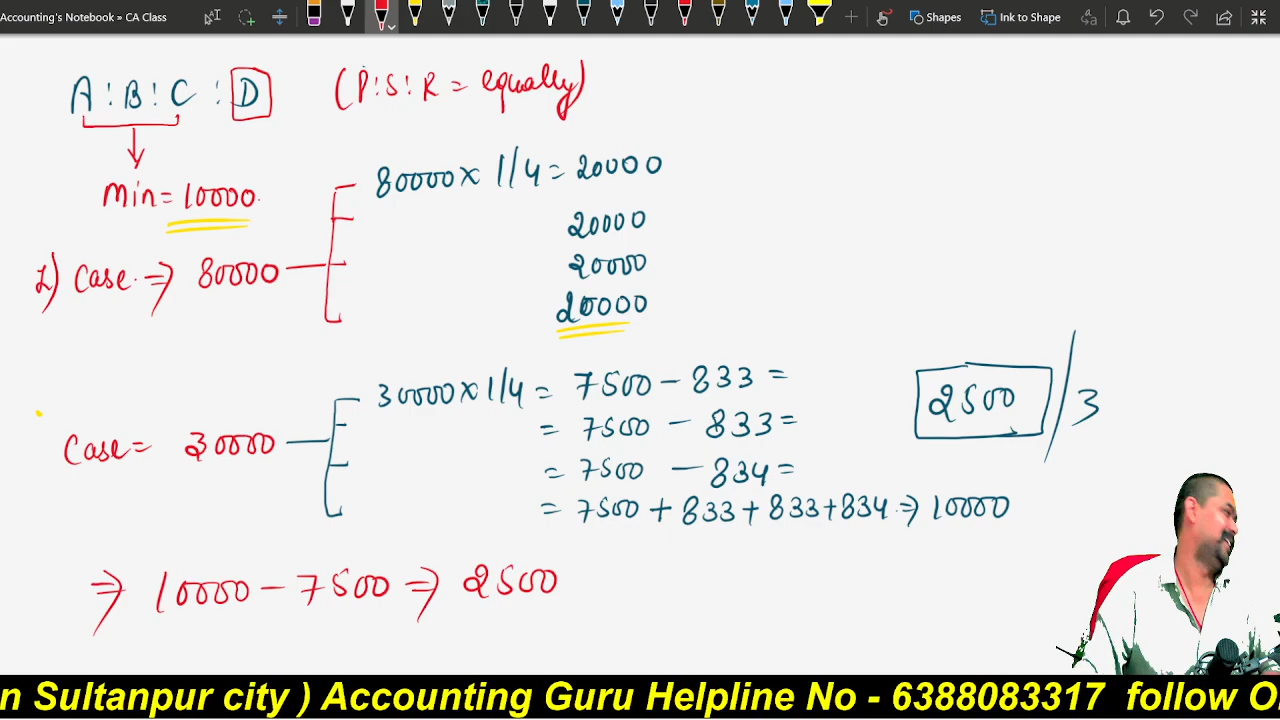 Accounting's Notebook » CA Class
Shapes
Ink to Shape
A : B : C : D
(P:S:R = equally)
Min = 10000
80000 x 1/4 = 20000
20000
1) Case ⇒ 80000
20000
20000
30000 x 1/4 = 7500 - 833 =
2500 / 3
= 7500 - 833 =
Case = 30000
= 7500 - 834 =
= 7500 + 833 + 833 + 834 ⇒ 10000
⇒ 10000 - 7500 ⇒ 2500
n Sultanpur city ) Accounting Guru Helpline No - 6388083317 follow O